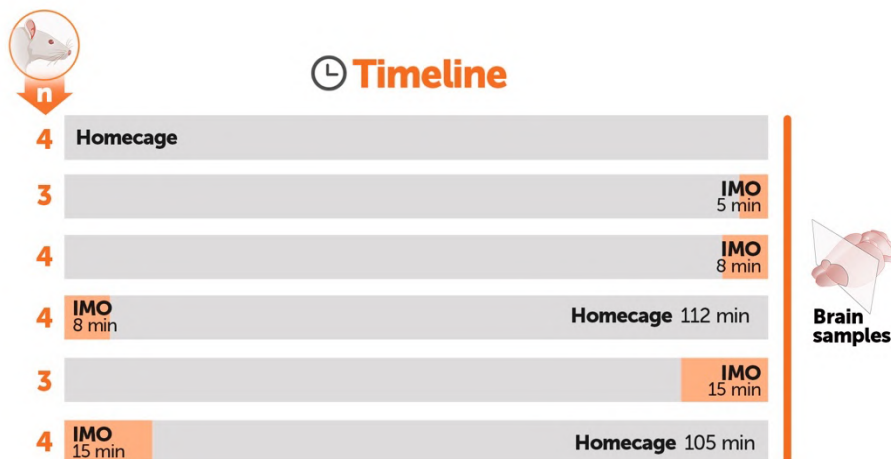 Timeline
n
4 Homecage
3 IMO
5 min
4 IMO
8 min
4 IMO
8 min
Homecage 112 min
3 IMO
15 min
4 IMO
15 min
Homecage 105 min
Brain
samples